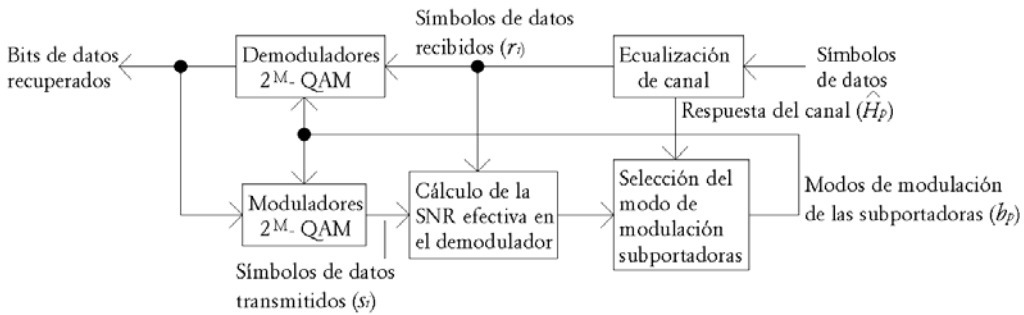 Bits de datos
recuperados
Demoduladores
2ᴹ- QAM
Símbolos de datos
recibidos (rₜ)
Ecualización
de canal
Símbolos
de datos
Respuesta del canal (Ĥₚ)
Moduladores
2ᴹ- QAM
Cálculo de la
SNR efectiva en
el demodulador
Selección del
modo de
modulación
subportadoras
Modos de modulación
de las subportadoras (bₚ)
Símbolos de datos
transmitidos (sₜ)